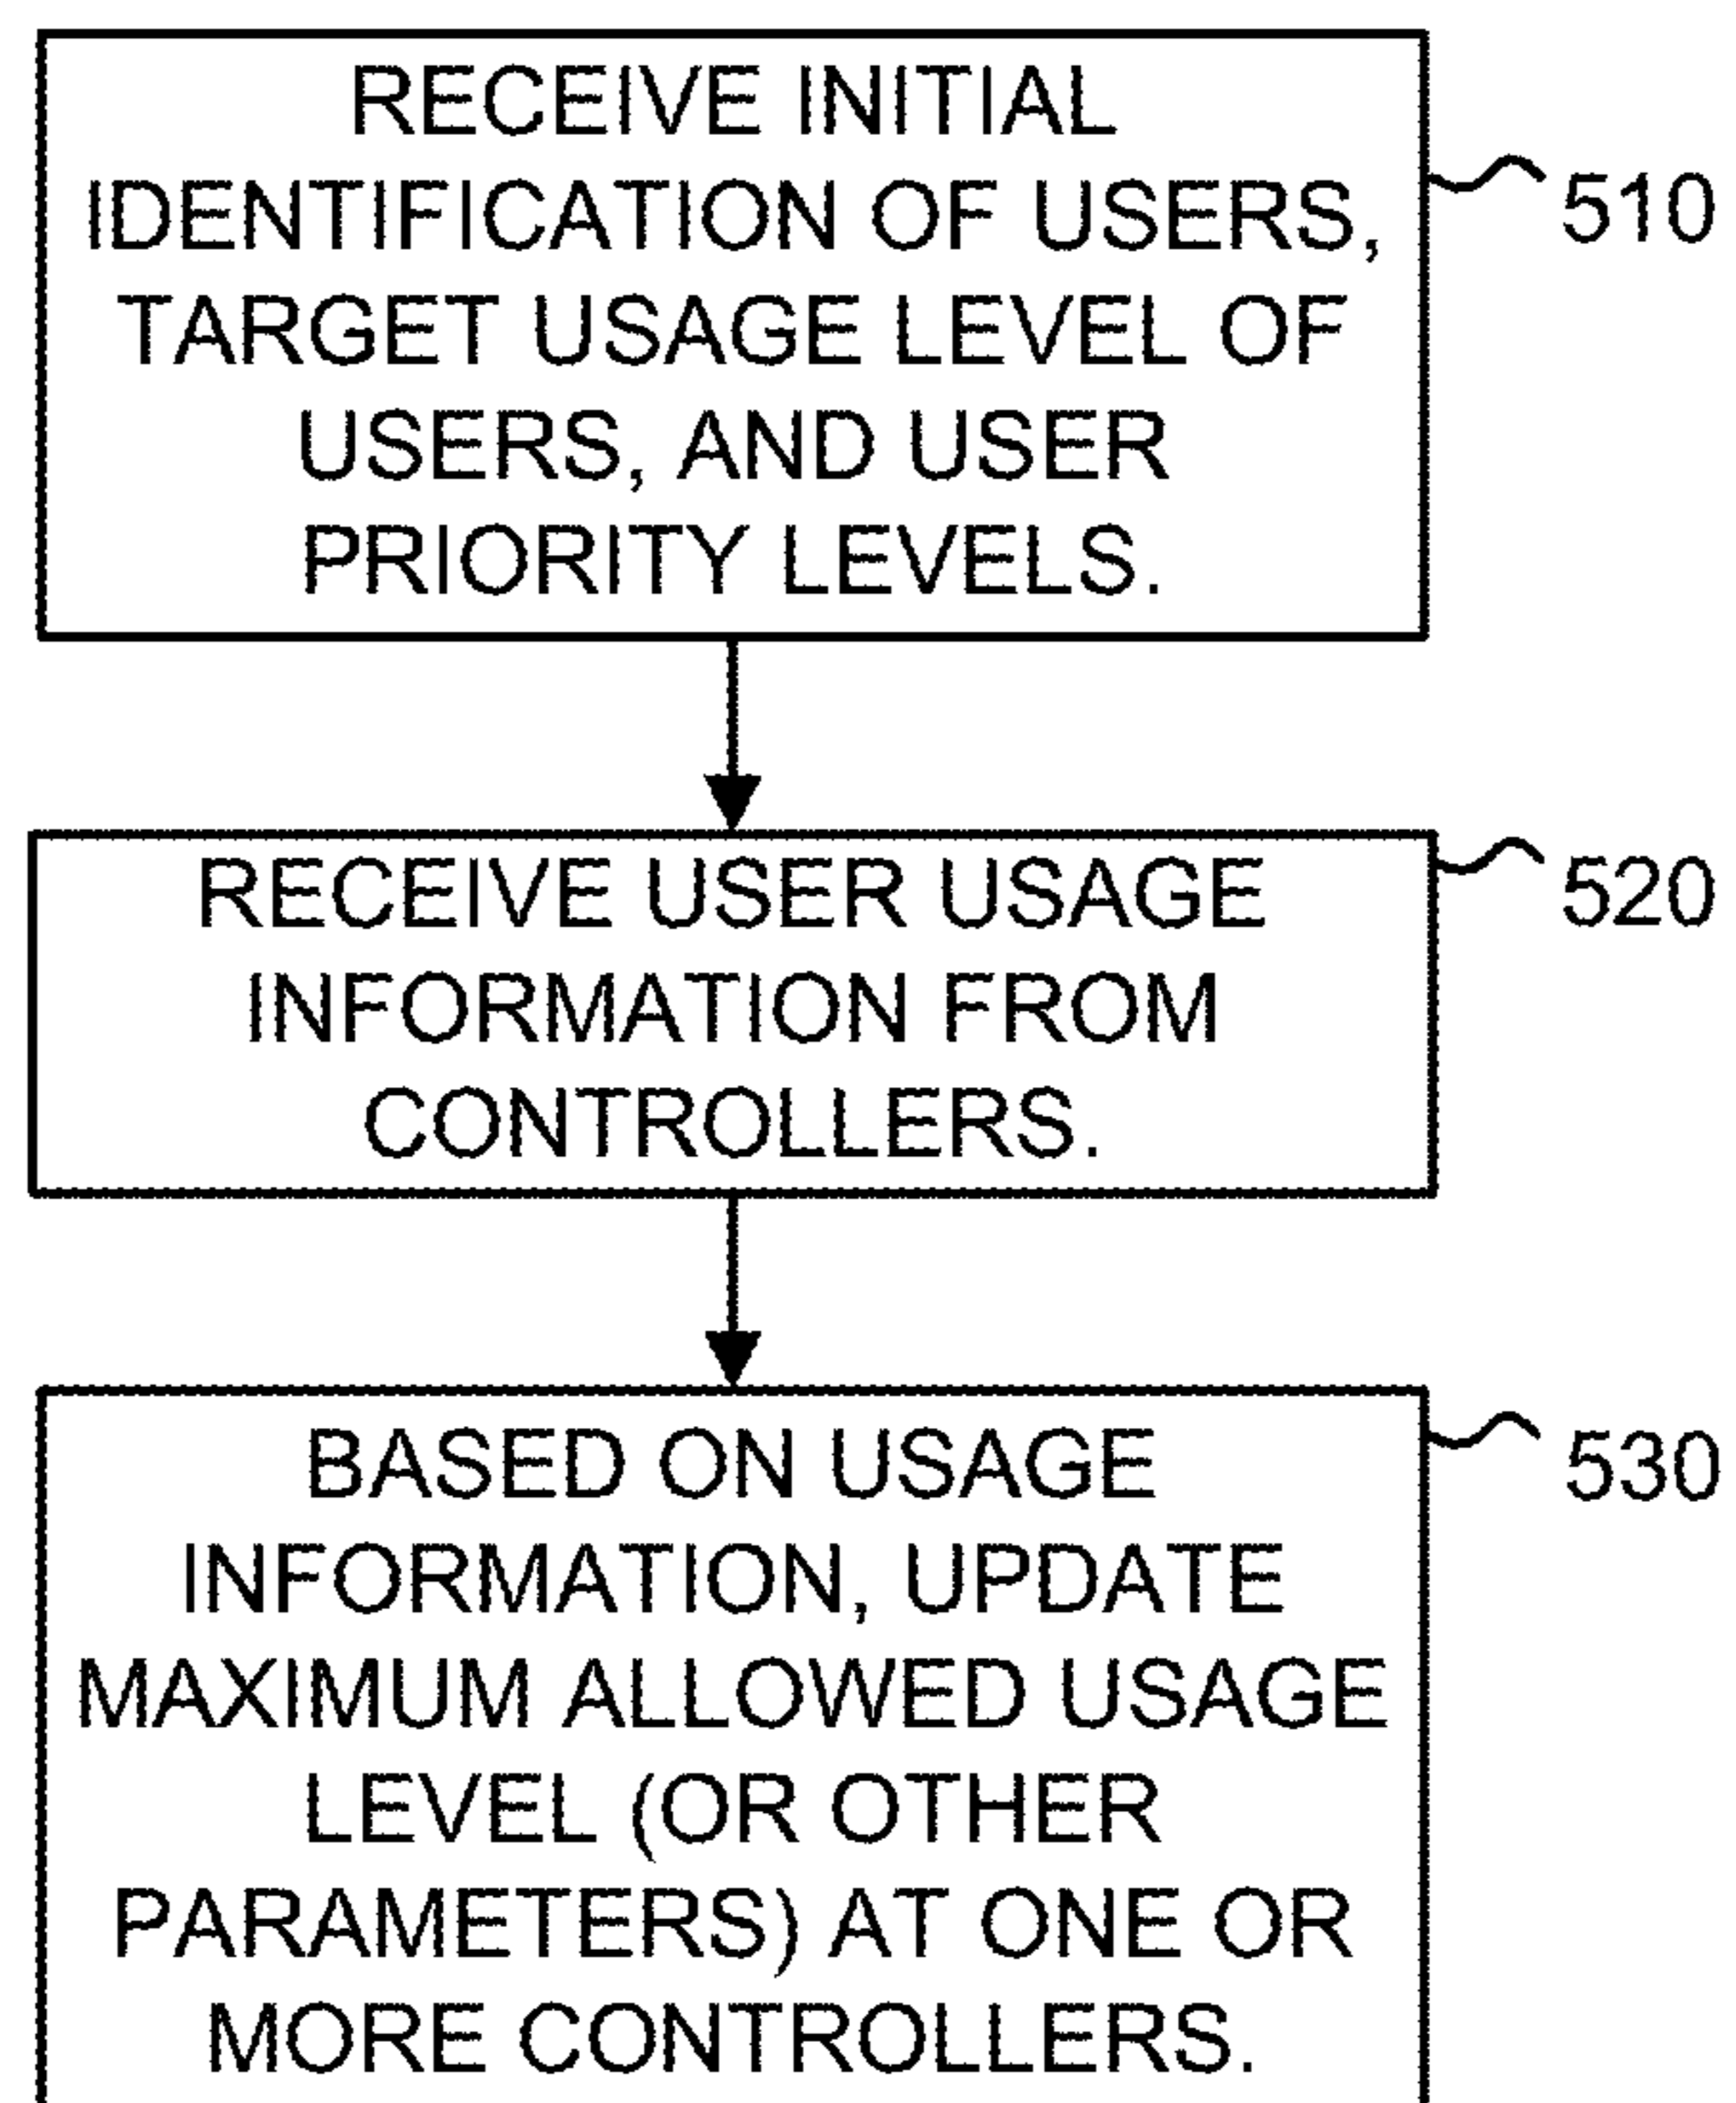 RECEIVE INITIAL
IDENTIFICATION OF USERS,
TARGET USAGE LEVEL OF
USERS, AND USER
PRIORITY LEVELS.
510
RECEIVE USER USAGE
INFORMATION FROM
CONTROLLERS.
520
BASED ON USAGE
INFORMATION, UPDATE
MAXIMUM ALLOWED USAGE
LEVEL (OR OTHER
PARAMETERS) AT ONE OR
MORE CONTROLLERS.
530